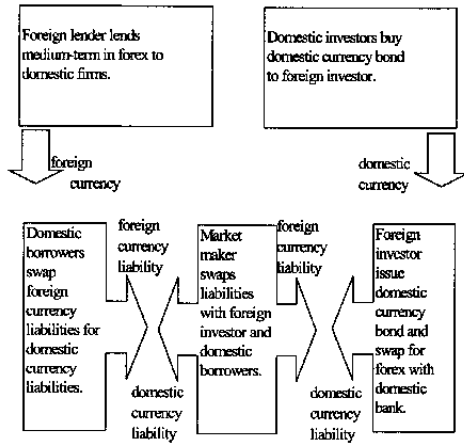 Foreign lender lends
medium-term in forex to
domestic firms.
Domestic investors buy
domestic currency bond
to foreign investor.
foreign
currency
domestic
currency
Domestic
borrowers
swap
foreign
currency
liabilities for
domestic
currency
liabilities.
foreign
currency
liability
domestic
currency
liability
Market
maker
swaps
liabilities
with foreign
investor and
domestic
borrowers.
foreign
currency
liability
domestic
currency
liability
Foreign
investor
issue
domestic
currency
bond and
swap for
forex with
domestic
bank.